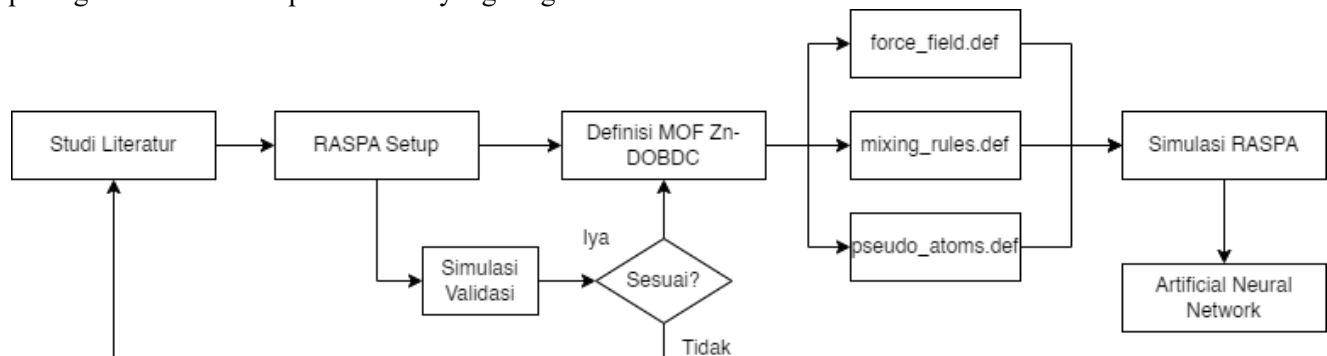 force_field.def
Studi Literatur
RASPA Setup
Definisi MOF Zn-
DOBDC
mixing_rules.def
Simulasi RASPA
pseudo_atoms.def
Iya
Simulasi
Validasi
Sesuai?
Artificial Neural
Network
Tidak